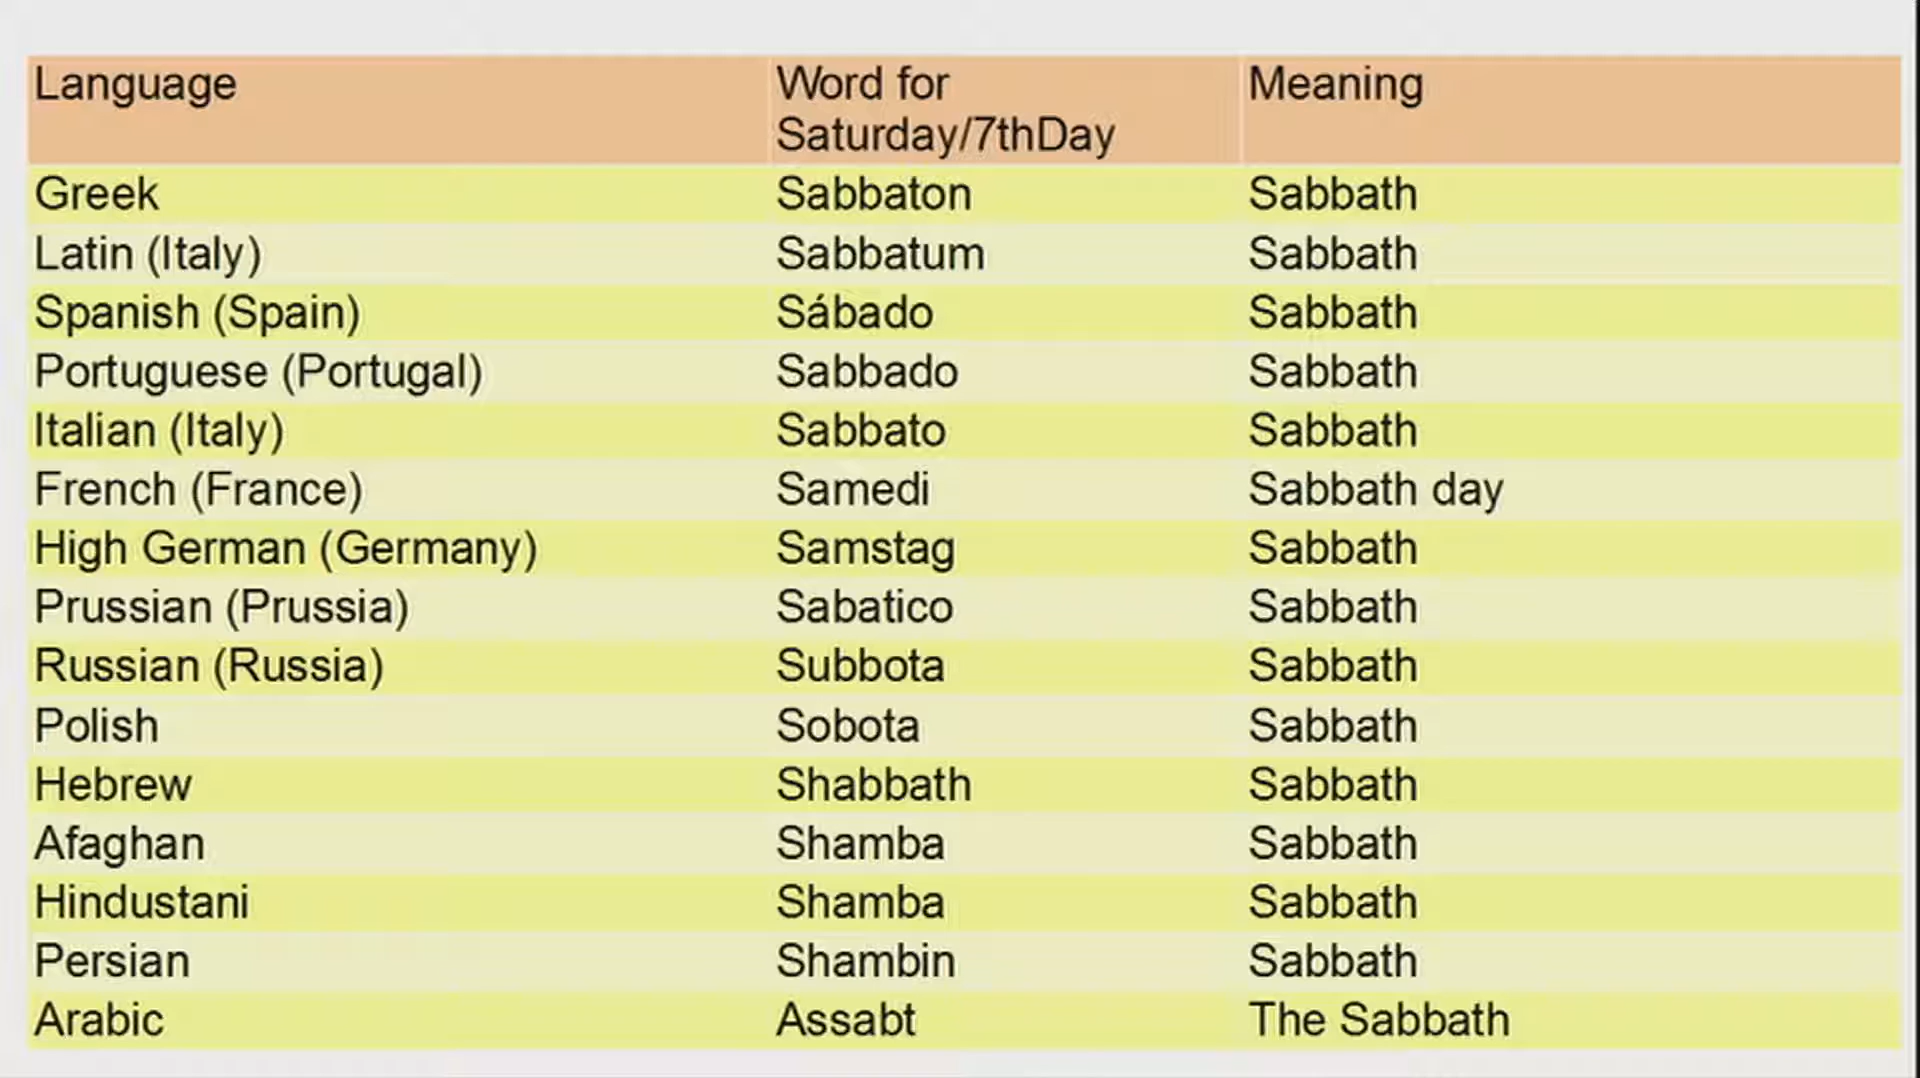 Language Word for Meaning
Saturday/7thDay
Greek Sabbaton Sabbath
Latin (Italy) Sabbatum Sabbath
Spanish (Spain) Sábado Sabbath
Portuguese (Portugal) Sabbado Sabbath
Italian (Italy) Sabbato Sabbath
French (France) Samedi Sabbath day
High German (Germany) Samstag Sabbath
Prussian (Prussia) Sabatico Sabbath
Russian (Russia) Subbota Sabbath
Polish Sobota Sabbath
Hebrew Shabbath Sabbath
Afaghan Shamba Sabbath
Hindustani Shamba Sabbath
Persian Shambin Sabbath
Arabic Assabt The Sabbath